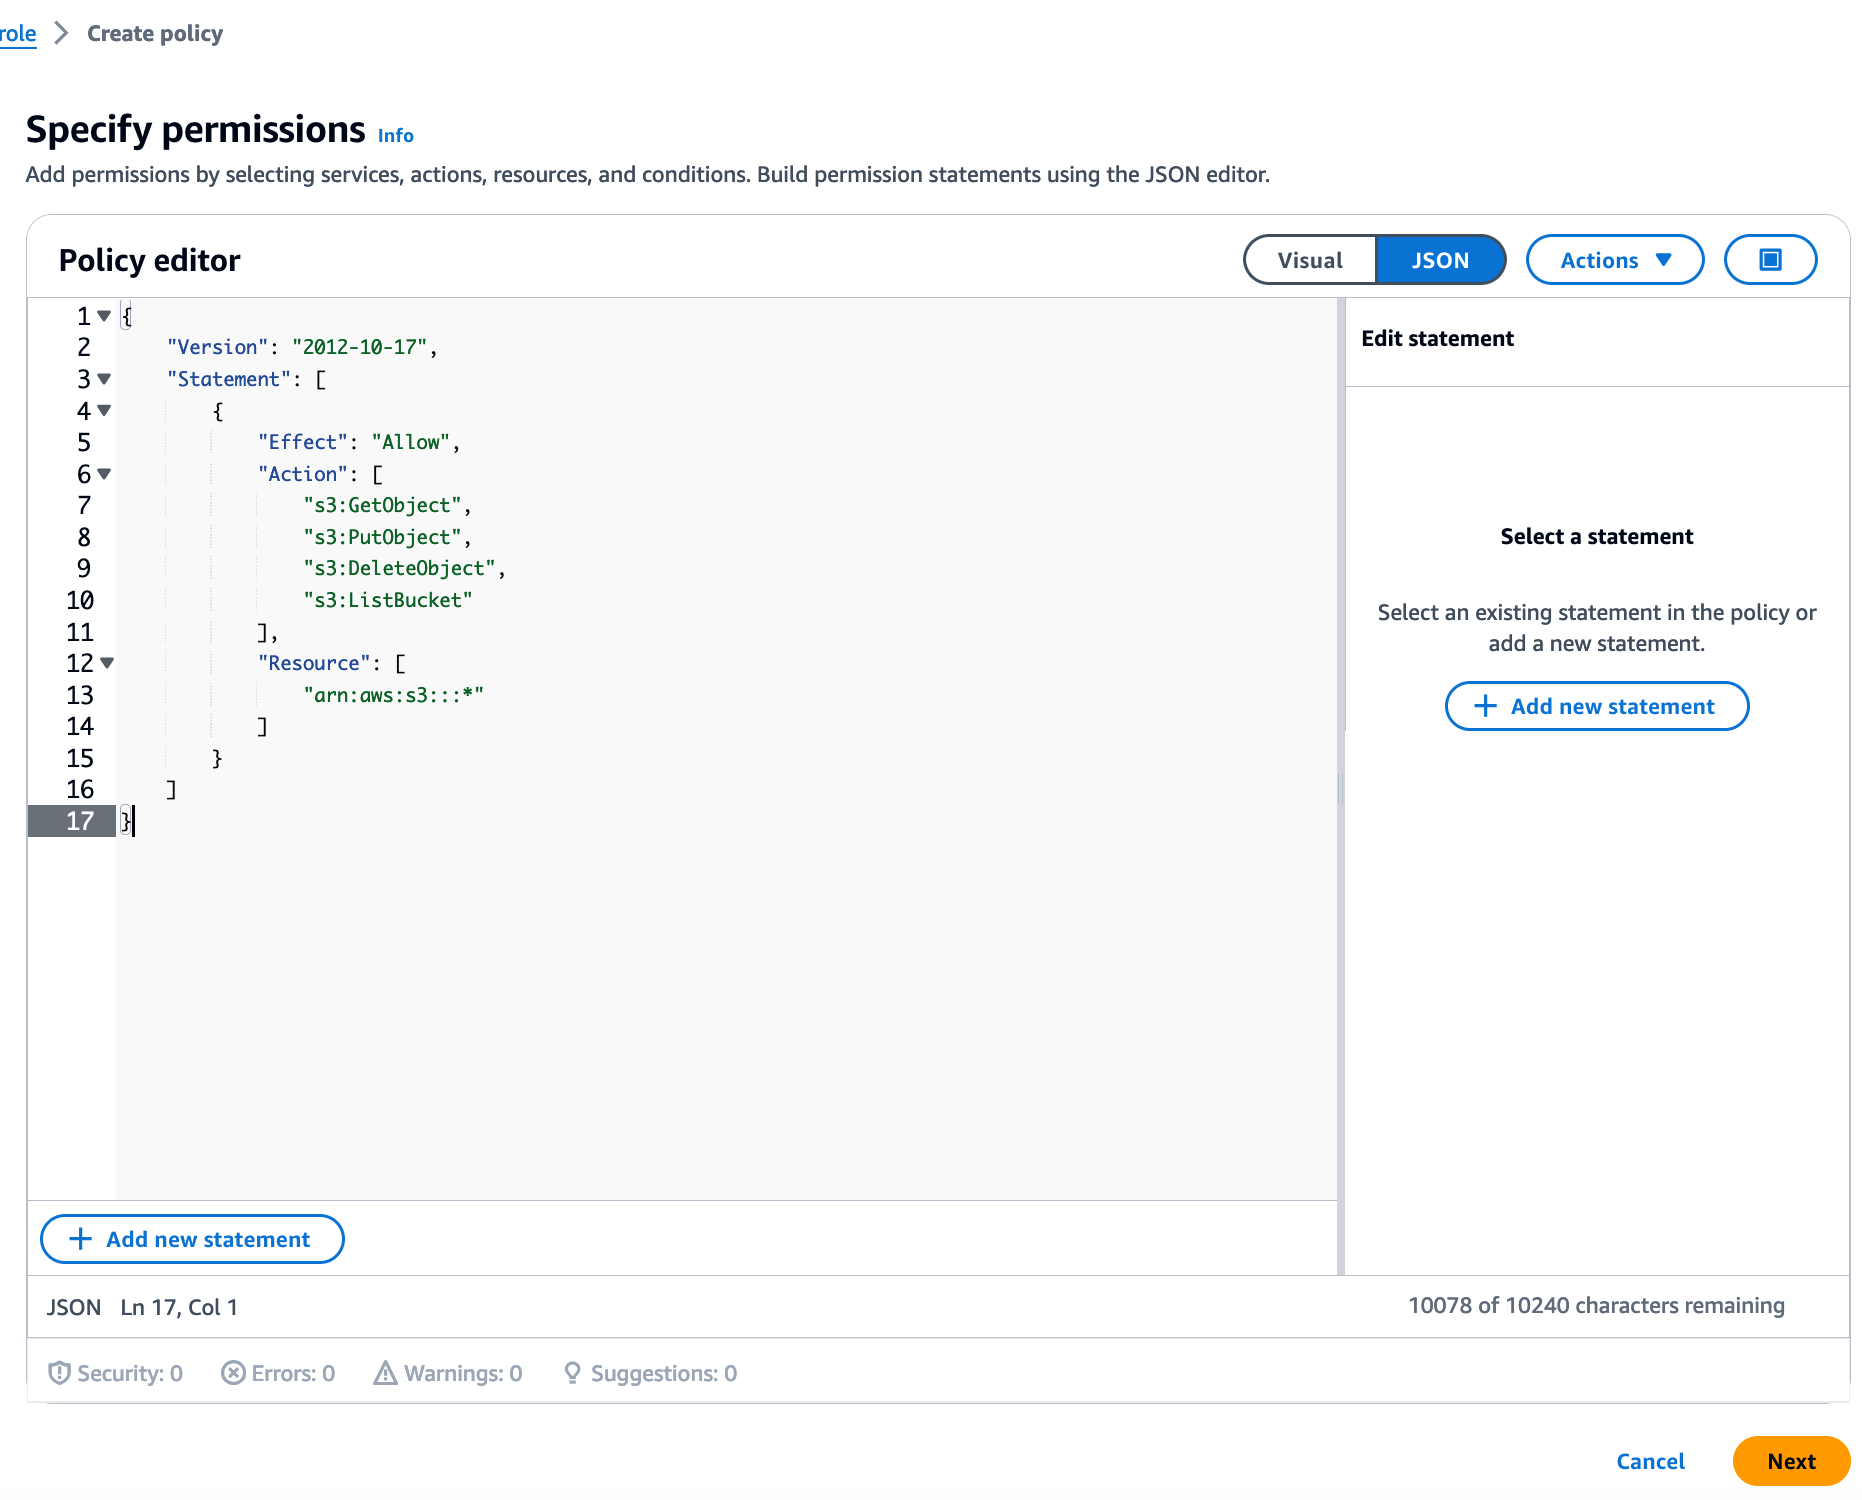 role > Create policy
Specify permissions Info
Add permissions by selecting services, actions, resources, and conditions. Build permission statements using the JSON editor.
Policy editor
Visual JSON Actions
1 {
2 "Version": "2012-10-17",
3 "Statement": [
4 {
5 "Effect": "Allow",
6 "Action": [
7 "s3:GetObject",
8 "s3:PutObject",
9 "s3:DeleteObject",
10 "s3:ListBucket"
11 ],
12 "Resource": [
13 "arn:aws:s3:::*"
14 ]
15 }
16 ]
17 }
+ Add new statement
Edit statement
Select a statement
Select an existing statement in the policy or
add a new statement.
+ Add new statement
JSON Ln 17, Col 1
10078 of 10240 characters remaining
Security: 0 Errors: 0 Warnings: 0 Suggestions: 0
Cancel Next